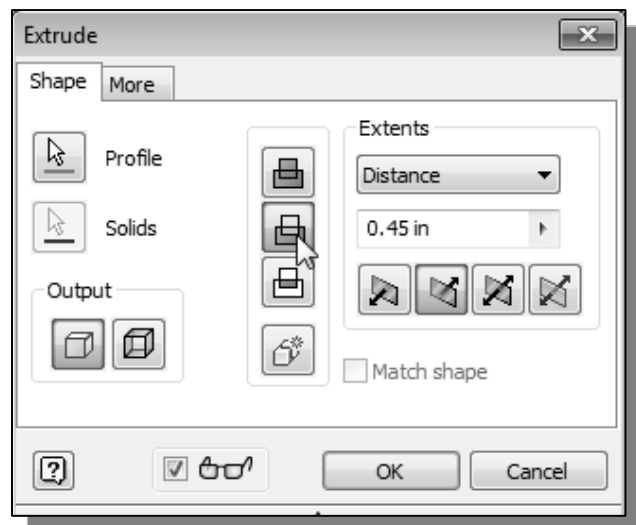 Extrude
Shape More
Profile
Solids
Output
Extents
Distance
0.45 in
Match shape
OK Cancel